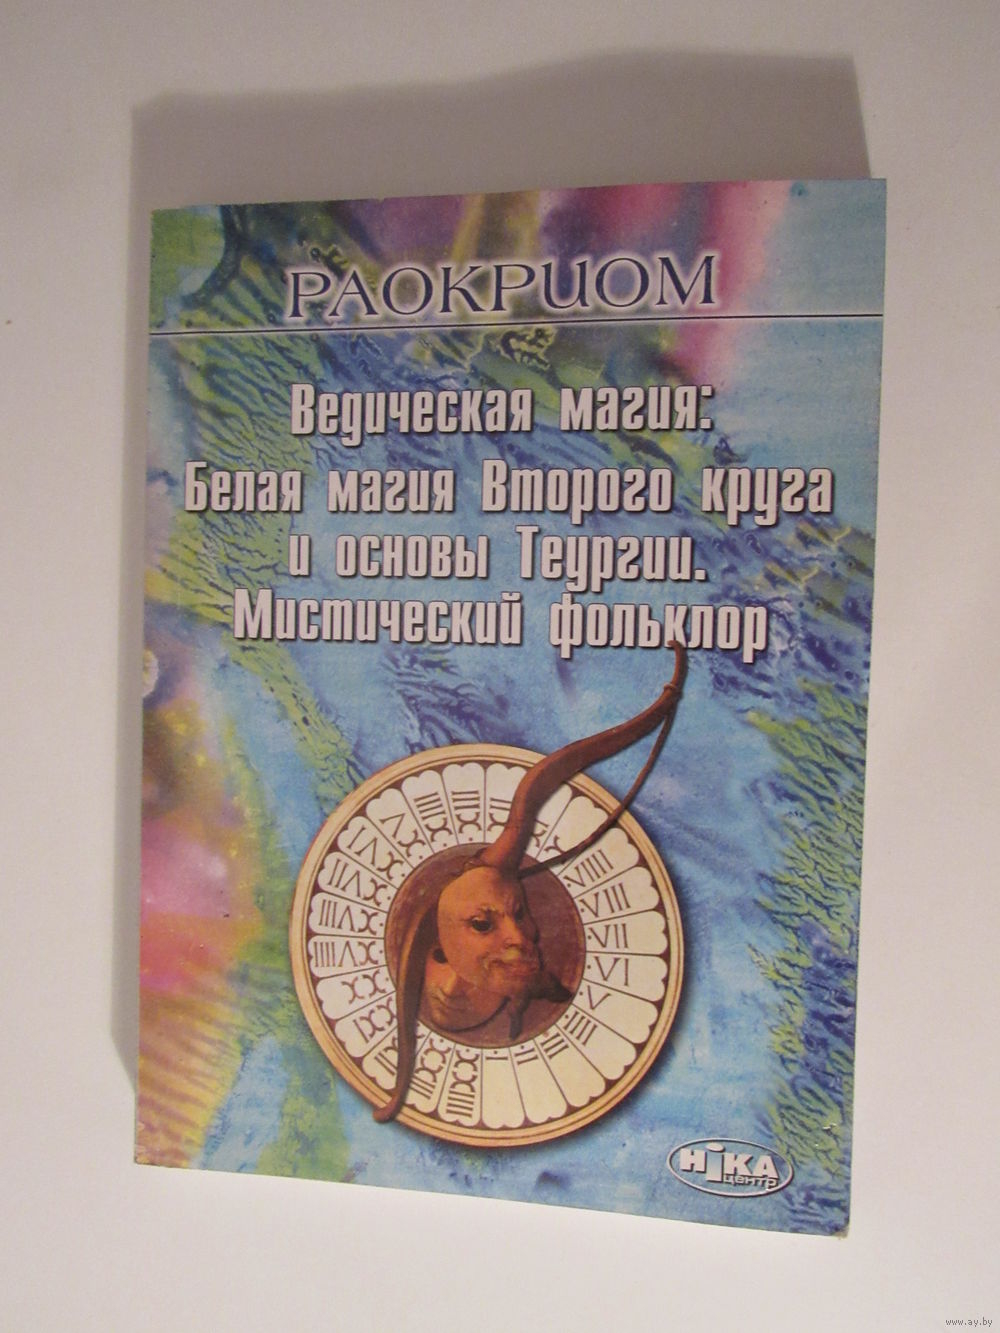 РАОКРИОМ
Ведическая магия:
Белая магия Второго круга
и основы Теургии.
Мистический фольклор
НіКА
центр
www.ay.by